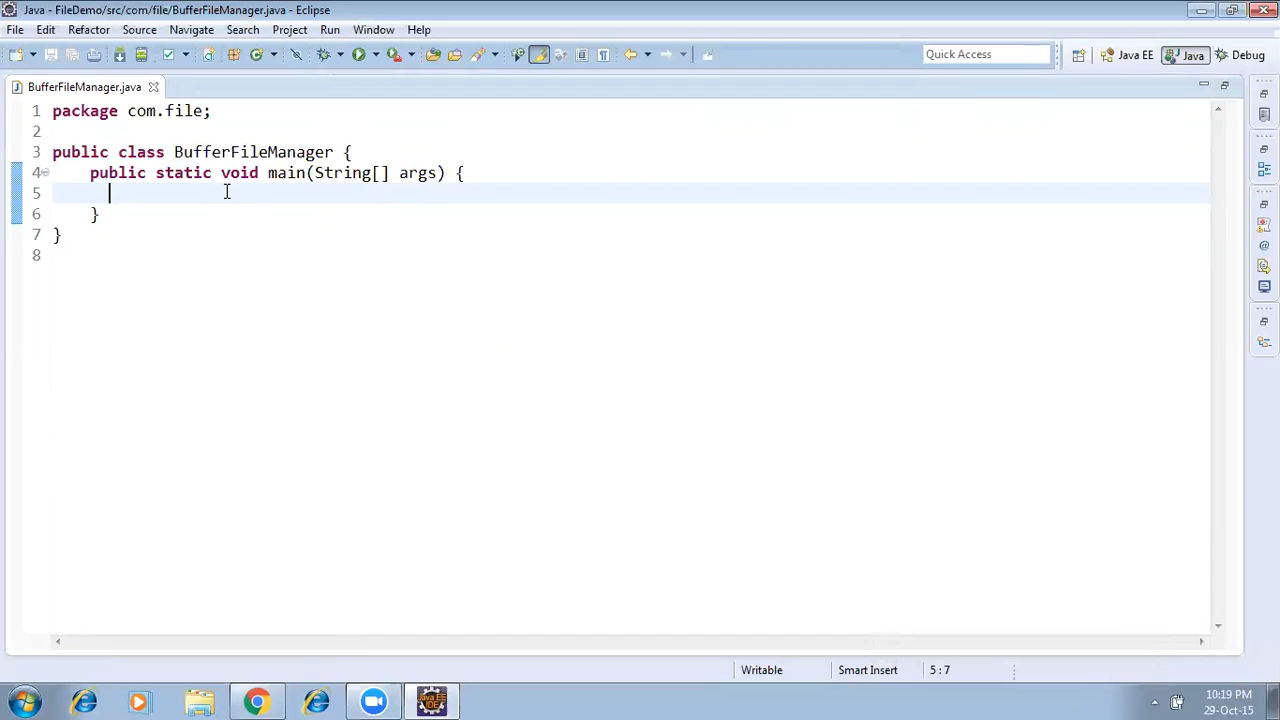 Java - FileDemo/src/com/file/BufferFileManager.java - Eclipse
File Edit Refactor Source Navigate Search Project Run Window Help
Quick Access
Java EE
Java
Debug
BufferFileManager.java
1 package com.file;
2
3 public class BufferFileManager {
4 public static void main(String[] args) {
5
6 }
7 }
8
Writable
Smart Insert
5 : 7
Java EE
IDE
10:19 PM
29-Oct-15